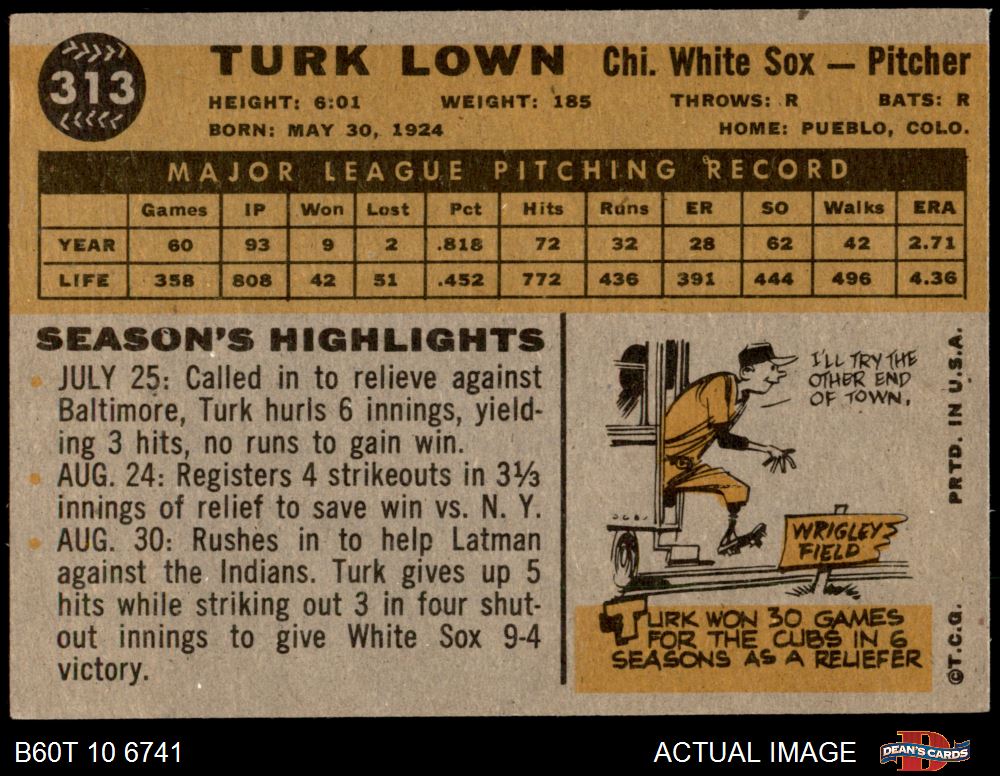 313
TURK LOWN Chi. White Sox — Pitcher
HEIGHT: 6:01 WEIGHT: 185 THROWS: R BATS: R
BORN: MAY 30, 1924 HOME: PUEBLO, COLO.
MAJOR LEAGUE PITCHING RECORD
Games IP Won Lost Pct Hits Runs ER SO Walks ERA
YEAR 60 93 9 2 .818 72 32 28 62 42 2.71
LIFE 358 808 42 51 .452 772 436 391 444 496 4.36
SEASON'S HIGHLIGHTS
• JULY 25: Called in to relieve against
Baltimore, Turk hurls 6 innings, yield-
ing 3 hits, no runs to gain win.
• AUG. 24: Registers 4 strikeouts in 3⅓
innings of relief to save win vs. N. Y.
• AUG. 30: Rushes in to help Latman
against the Indians. Turk gives up 5
hits while striking out 3 in four shut-
out innings to give White Sox 9-4
victory.
I'LL TRY THE
OTHER END
OF TOWN.
WRIGLEY
FIELD
TURK WON 30 GAMES
FOR THE CUBS IN 6
SEASONS AS A RELIEFER
©T.C.G. PRTD. IN U.S.A.
B60T 10 6741 ACTUAL IMAGE DEAN'S CARDS